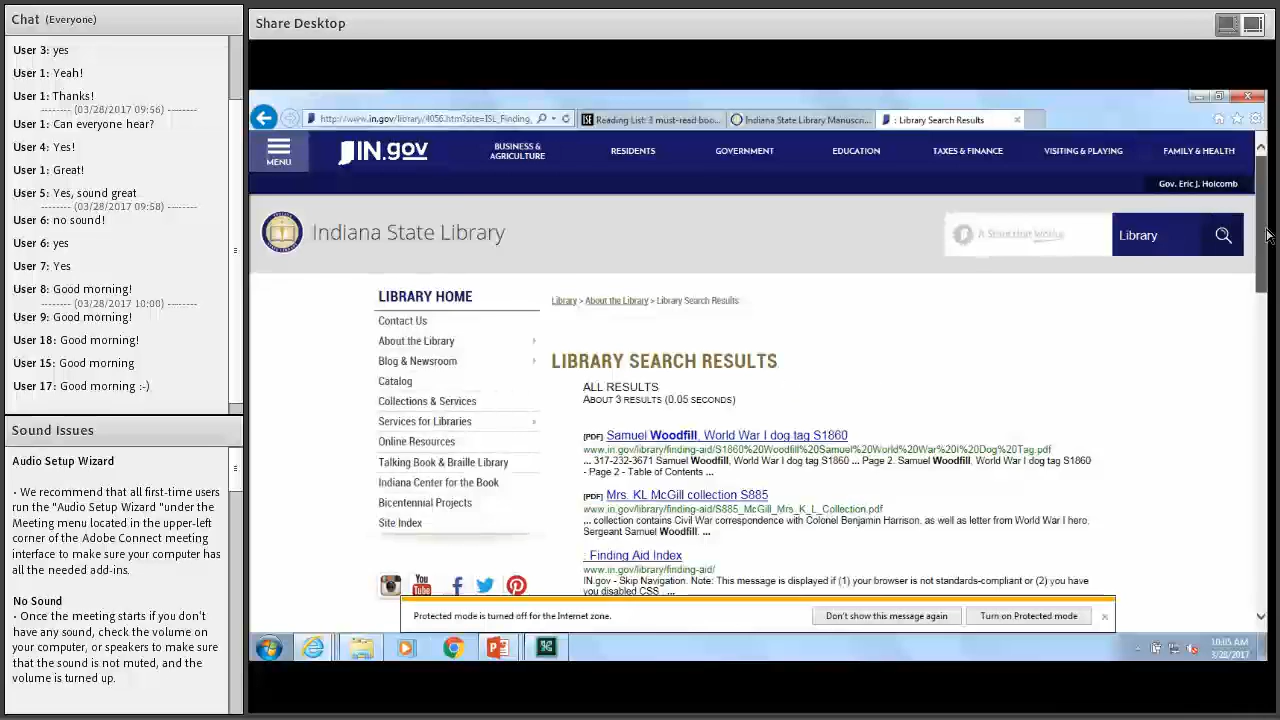 Chat (Everyone)
User 3: yes
User 1: Yeah!
User 1: Thanks!
-------- (03/28/2017 09:56) --------
User 1: Can everyone hear?
User 4: Yes!
User 1: Great!
User 5: Yes, sound great
-------- (03/28/2017 09:58) --------
User 6: no sound!
User 6: yes
User 7: Yes
User 8: Good morning!
-------- (03/28/2017 10:00) --------
User 9: Good morning!
User 18: Good morning!
User 15: Good morning
User 17: Good morning :-)
Sound Issues
Audio Setup Wizard
• We recommend that all first-time users
run the "Audio Setup Wizard "under the
Meeting menu located in the upper-left
corner of the Adobe Connect meeting
interface to make sure your computer has
all the needed add-ins.
No Sound
• Once the meeting starts if you don't
have any sound, check the volume on
your computer, or speakers to make sure
that the sound is not muted, and the
volume is turned up.
Share Desktop
http://www.in.gov/library/4056.htm?site=ISL_Finding_
Reading List: 3 must-read boo...
Indiana State Library Manuscr...
: Library Search Results
MENU
IN.gov
BUSINESS & AGRICULTURE
RESIDENTS
GOVERNMENT
EDUCATION
TAXES & FINANCE
VISITING & PLAYING
FAMILY & HEALTH
Gov. Eric J. Holcomb
Indiana State Library
A State that Works
Library
LIBRARY HOME
Contact Us
About the Library
Blog & Newsroom
Catalog
Collections & Services
Services for Libraries
Online Resources
Talking Book & Braille Library
Indiana Center for the Book
Bicentennial Projects
Site Index
You Tube
Library > About the Library > Library Search Results
LIBRARY SEARCH RESULTS
ALL RESULTS
ABOUT 3 RESULTS (0.05 SECONDS)
[PDF] Samuel Woodfill, World War I dog tag S1860
www.in.gov/library/finding-aid/S1860%20Woodfill%20Samuel%20World%20War%20I%20Dog%20Tag.pdf
... 317-232-3671 Samuel Woodfill, World War I dog tag S1860 ... Page 2. Samuel Woodfill, World War I dog tag S1860
- Page 2 - Table of Contents ...
[PDF] Mrs. KL McGill collection S885
www.in.gov/library/finding-aid/S885_McGill_Mrs_K_L_Collection.pdf
... collection contains Civil War correspondence with Colonel Benjamin Harrison, as well as letter from World War I hero,
Sergeant Samuel Woodfill. ...
: Finding Aid Index
www.in.gov/library/finding-aid/
IN.gov - Skip Navigation. Note: This message is displayed if (1) your browser is not standards-compliant or (2) you have
you disabled CSS. ...
Protected mode is turned off for the Internet zone.
Don't show this message again
Turn on Protected mode
10:05 AM
3/28/2017